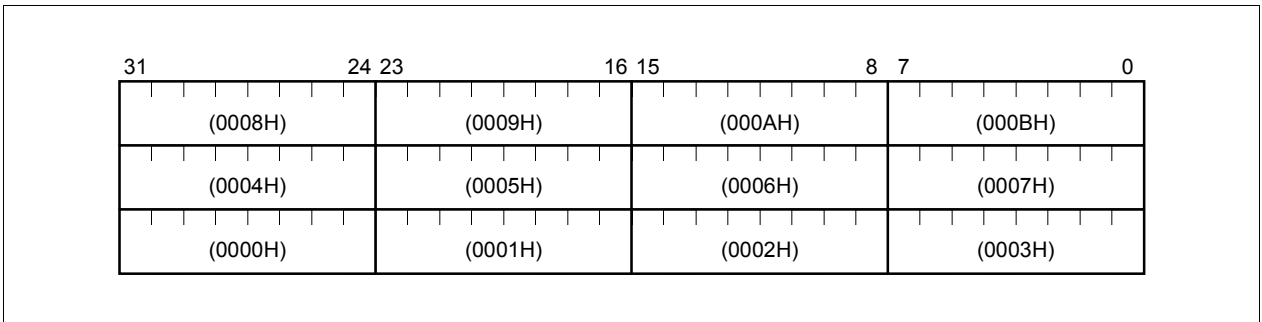 31 24 23 16 15 8 7 0
(0008H) (0009H) (000AH) (000BH)
(0004H) (0005H) (0006H) (0007H)
(0000H) (0001H) (0002H) (0003H)